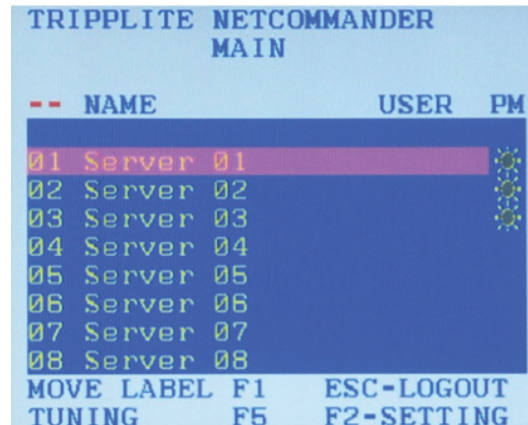 TRIPPLITE NETCOMMANDER
MAIN
-- NAME USER PM
01 Server 01
02 Server 02
03 Server 03
04 Server 04
05 Server 05
06 Server 06
07 Server 07
08 Server 08
MOVE LABEL F1 ESC-LOGOUT
TUNING F5 F2-SETTING